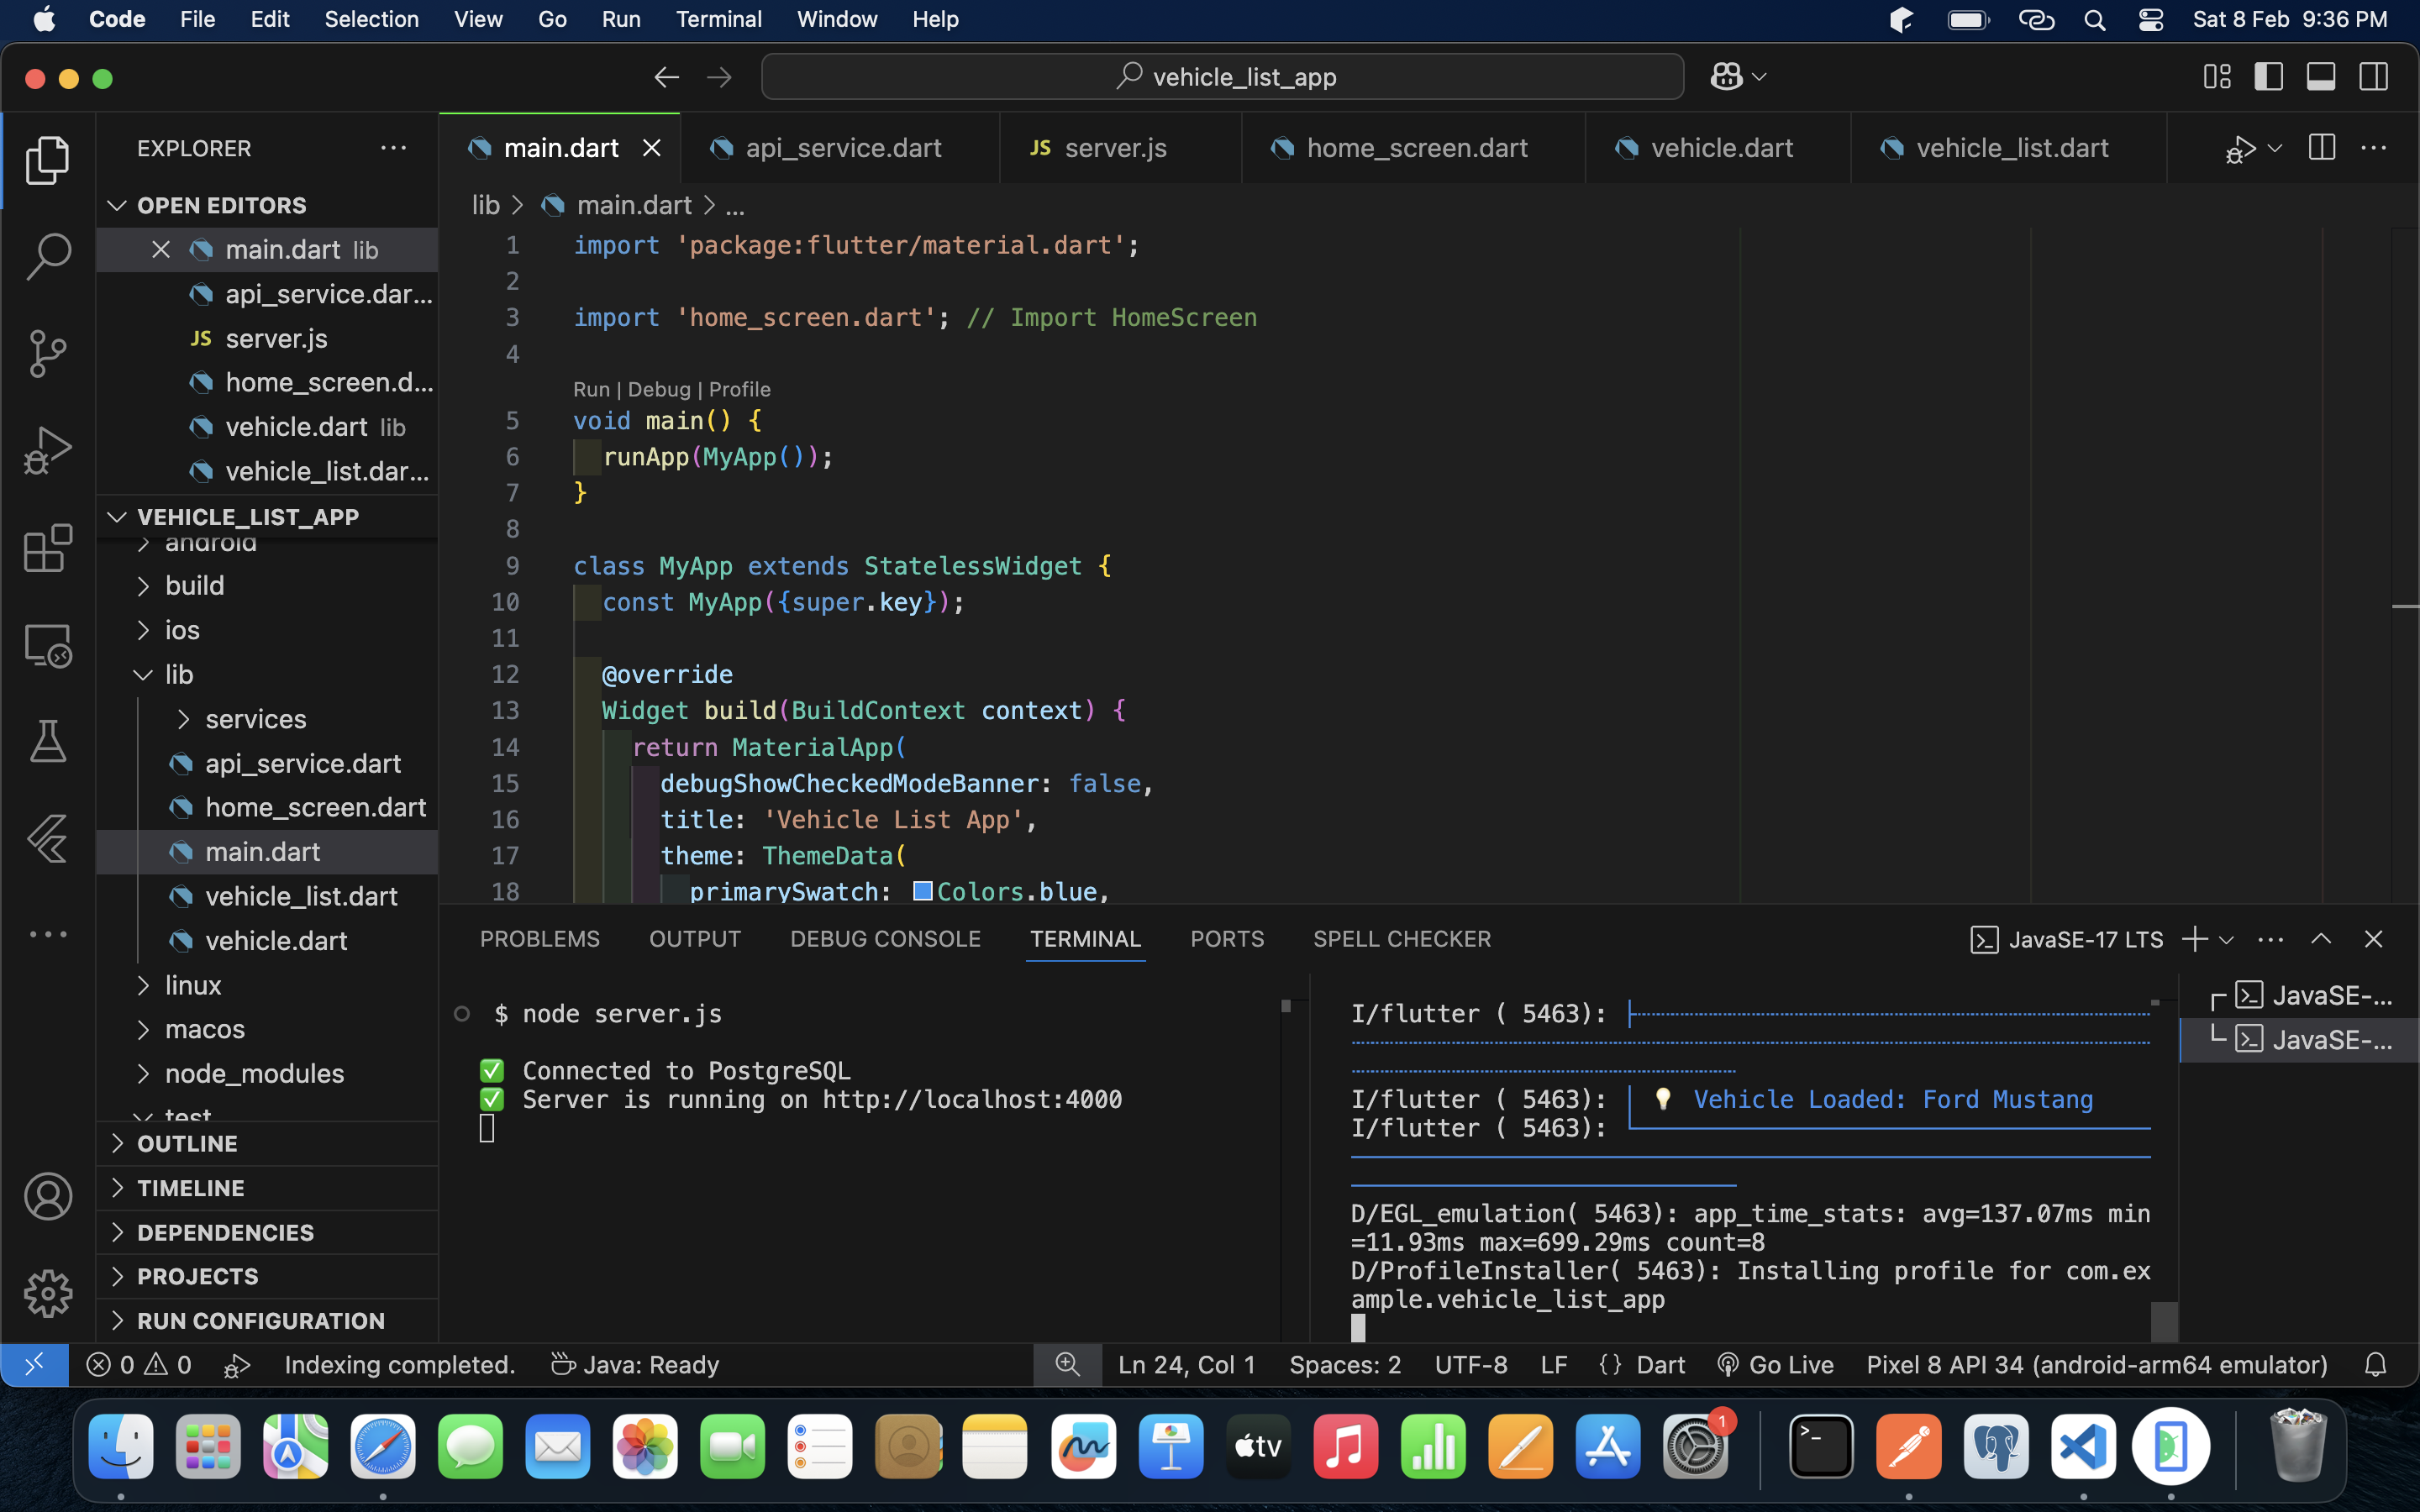 Code File Edit Selection View Go Run Terminal Window Help Sat 8 Feb 9:36 PM
vehicle_list_app
EXPLORER
main.dart api_service.dart JS server.js home_screen.dart vehicle.dart vehicle_list.dart
OPEN EDITORS
main.dart lib
api_service.dar...
JS server.js
home_screen.d...
vehicle.dart lib
vehicle_list.dar...
VEHICLE_LIST_APP
android
build
ios
lib
services
api_service.dart
home_screen.dart
main.dart
vehicle_list.dart
vehicle.dart
linux
macos
node_modules
test
OUTLINE
TIMELINE
DEPENDENCIES
PROJECTS
RUN CONFIGURATION
lib > main.dart > ...
1 import 'package:flutter/material.dart';
2
3 import 'home_screen.dart'; // Import HomeScreen
4
Run | Debug | Profile
5 void main() {
6 runApp(MyApp());
7 }
8
9 class MyApp extends StatelessWidget {
10 const MyApp({super.key});
11
12 @override
13 Widget build(BuildContext context) {
14 return MaterialApp(
15 debugShowCheckedModeBanner: false,
16 title: 'Vehicle List App',
17 theme: ThemeData(
18 primarySwatch: Colors.blue,
PROBLEMS OUTPUT DEBUG CONSOLE TERMINAL PORTS SPELL CHECKER JavaSE-17 LTS
$ node server.js
✅ Connected to PostgreSQL
✅ Server is running on http://localhost:4000
I/flutter ( 5463):
I/flutter ( 5463): 💡 Vehicle Loaded: Ford Mustang
I/flutter ( 5463):
D/EGL_emulation( 5463): app_time_stats: avg=137.07ms min
=11.93ms max=699.29ms count=8
D/ProfileInstaller( 5463): Installing profile for com.ex
ample.vehicle_list_app
JavaSE-...
JavaSE-...
0 0 Indexing completed. Java: Ready Ln 24, Col 1 Spaces: 2 UTF-8 LF {} Dart Go Live Pixel 8 API 34 (android-arm64 emulator)
tv
1